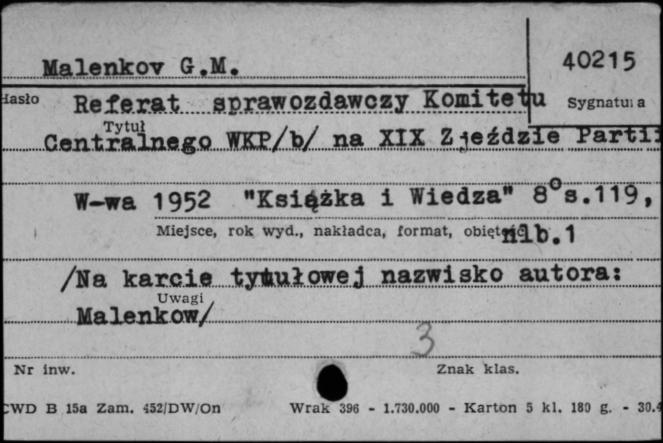 Malenkov G.M.
40215
Hasło
Referat sprawozdawczy Komitetu
Sygnatura
Tytuł
Centralnego WKP/b/ na XIX Zjeździe Partii
W-wa 1952 "Książka i Wiedza" 8° s.119,
Miejsce, rok wyd., nakładca, format, objętość
nlb.1
/Na karcie tytułowej nazwisko autora:
Uwagi
Malenkow/
3
Nr inw.
Znak klas.
CWD B 15a Zam. 452/DW/On Wrak 396 - 1.730.000 - Karton 5 kl. 180 g. - 30.4